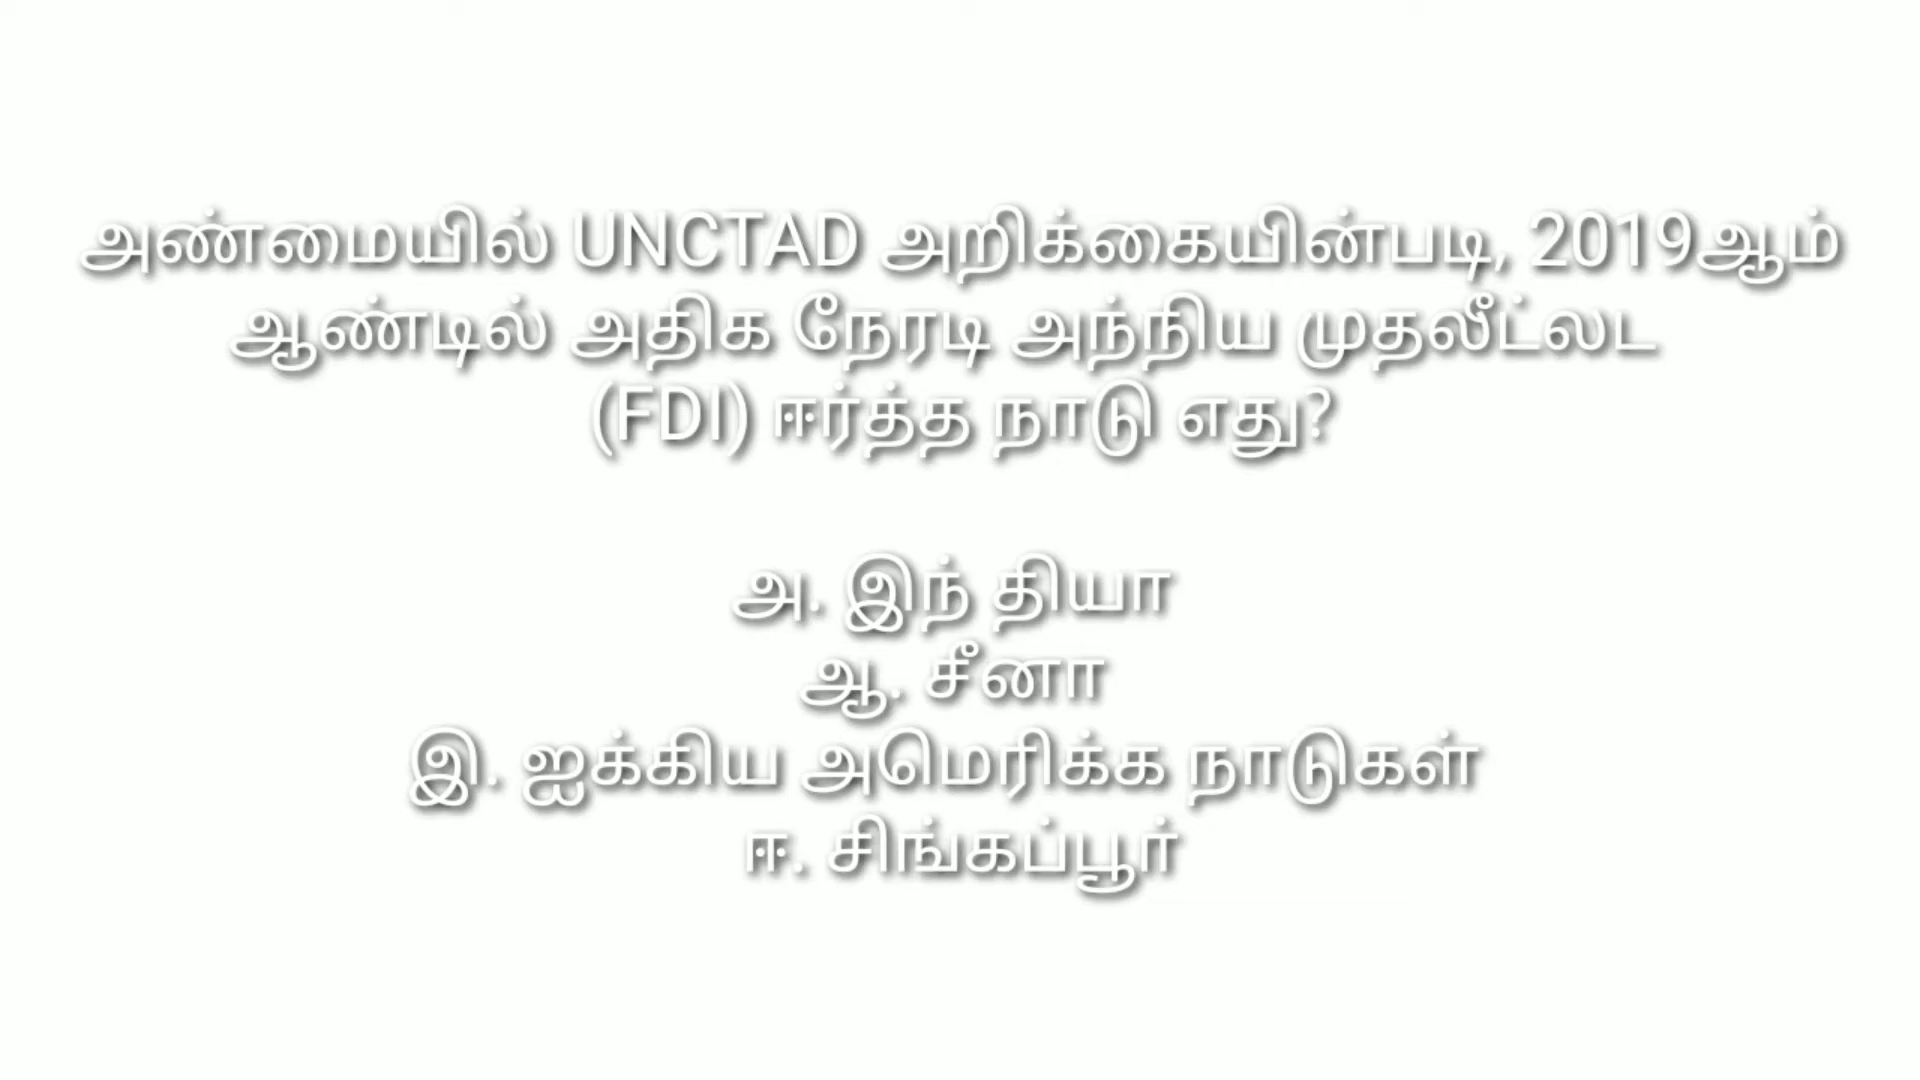 அண்மையில் UNCTAD அறிக்கையின்படி, 2019ஆம்
ஆண்டில் அதிக நேரடி அந்நிய முதலீட்லட
(FDI) ஈர்த்த நாடு எது?
அ. இந் தியா
ஆ. சீனா
இ. ஐக்கிய அமெரிக்க நாடுகள்
ஈ. சிங்கப்பூர்